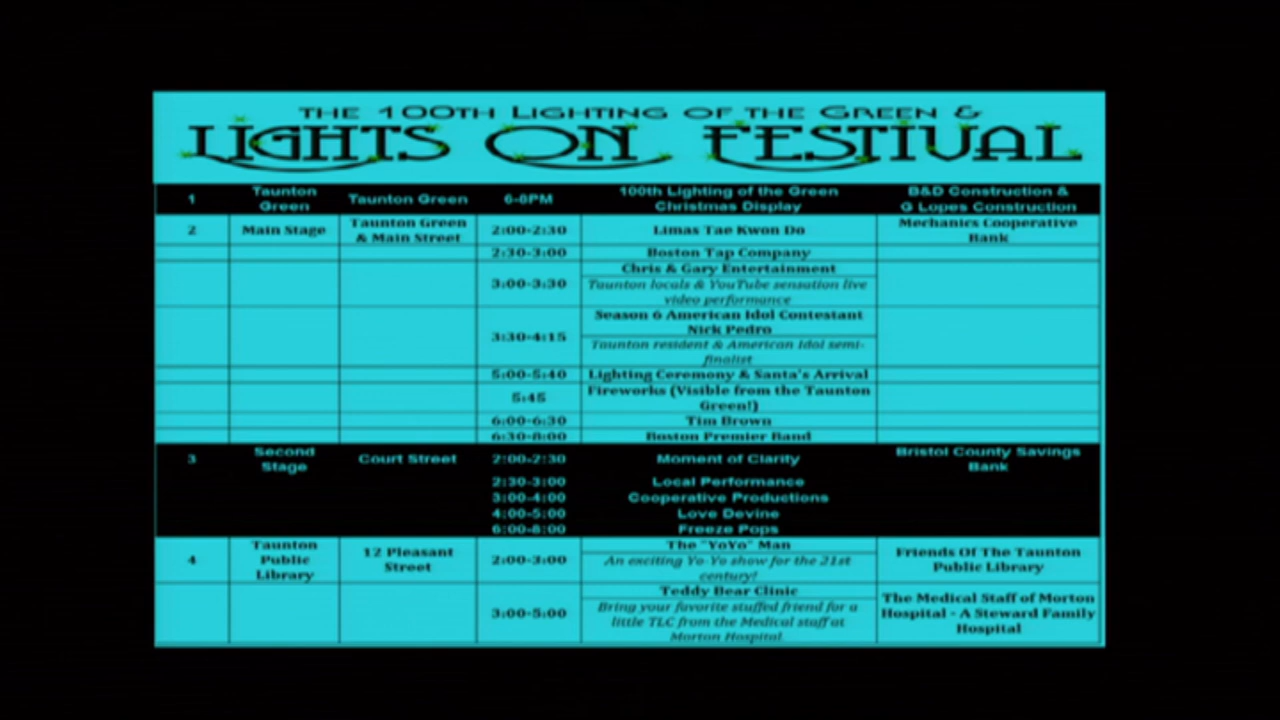 THE 100TH LIGHTING OF THE GREEN &
LIGHTS ON FESTIVAL
1 Taunton Green Taunton Green 6-8PM 100th Lighting of the Green Christmas Display B&D Construction & G Lopes Construction
2 Main Stage Taunton Green & Main Street 2:00-2:30 Limas Tae Kwon Do Mechanics Cooperative Bank
2:30-3:00 Boston Tap Company
3:00-3:30 Chris & Gary Entertainment
Taunton locals & YouTube sensation live
video performance
3:30-4:15 Season 6 American Idol Contestant
Nick Pedro
Taunton resident & American Idol semi-
finalist
5:00-5:40 Lighting Ceremony & Santa's Arrival
5:45 Fireworks (Visible from the Taunton
Green!)
6:00-6:30 Tim Brown
6:30-8:00 Boston Premier Band
3 Second Stage Court Street 2:00-2:30 Moment of Clarity Bristol County Savings Bank
2:30-3:00 Local Performance
3:00-4:00 Cooperative Productions
4:00-5:00 Love Devine
6:00-8:00 Freeze Pops
4 Taunton Public Library 12 Pleasant Street 2:00-3:00 The "YoYo" Man Friends Of The Taunton Public Library
An exciting Yo-Yo show for the 21st
century!
3:00-5:00 Teddy Bear Clinic The Medical Staff of Morton Hospital - A Steward Family Hospital
Bring your favorite stuffed friend for a
little TLC from the Medical staff at
Morton Hospital.